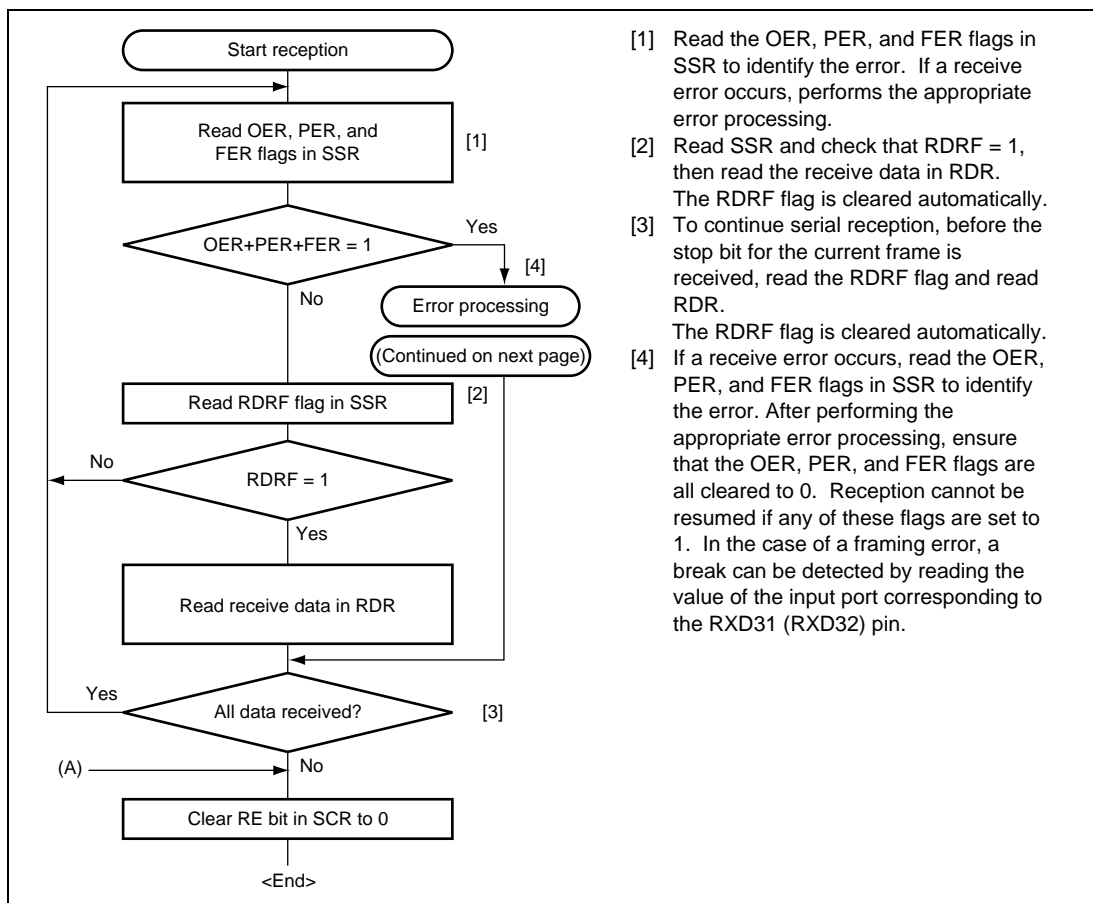 Start reception
Read OER, PER, and
FER flags in SSR
[1]
OER+PER+FER = 1
Yes
[4]
No
Error processing
(Continued on next page)
Read RDRF flag in SSR
[2]
No
RDRF = 1
Yes
Read receive data in RDR
Yes
All data received?
[3]
(A)
No
Clear RE bit in SCR to 0
<End>
[1] Read the OER, PER, and FER flags in
SSR to identify the error. If a receive
error occurs, performs the appropriate
error processing.
[2] Read SSR and check that RDRF = 1,
then read the receive data in RDR.
The RDRF flag is cleared automatically.
[3] To continue serial reception, before the
stop bit for the current frame is
received, read the RDRF flag and read
RDR.
The RDRF flag is cleared automatically.
[4] If a receive error occurs, read the OER,
PER, and FER flags in SSR to identify
the error. After performing the
appropriate error processing, ensure
that the OER, PER, and FER flags are
all cleared to 0. Reception cannot be
resumed if any of these flags are set to
1. In the case of a framing error, a
break can be detected by reading the
value of the input port corresponding to
the RXD31 (RXD32) pin.